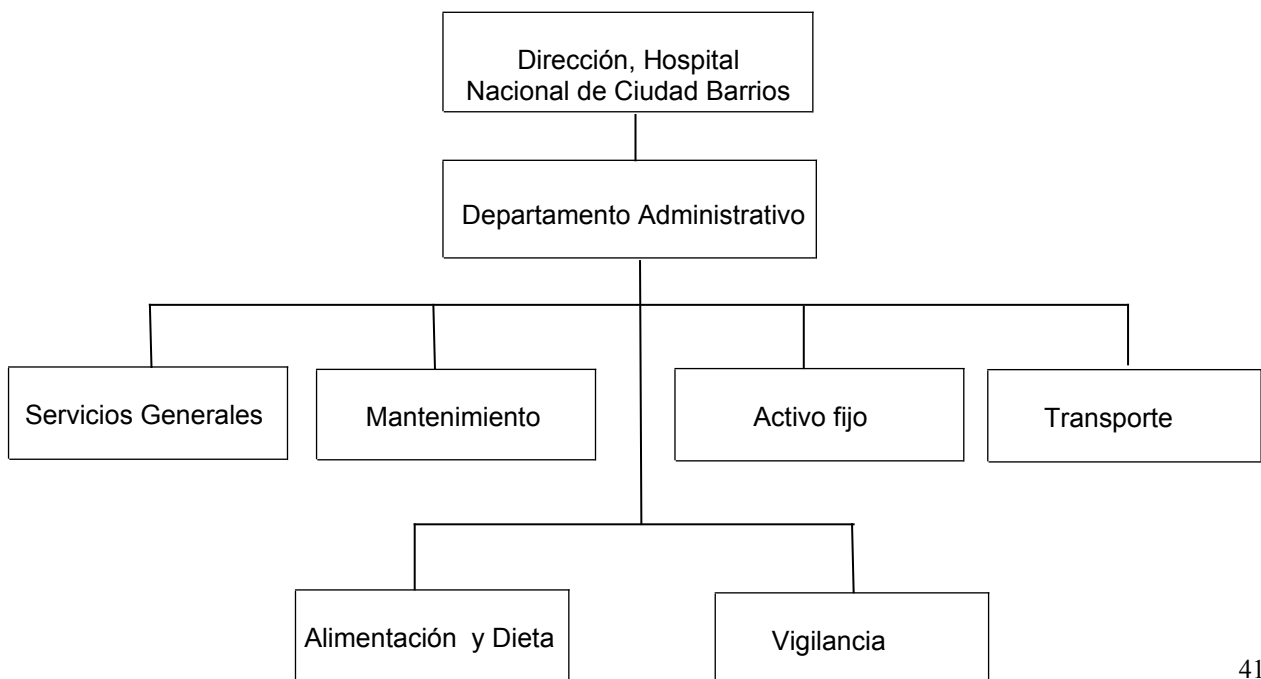 Dirección, Hospital
Nacional de Ciudad Barrios
Departamento Administrativo
Servicios Generales
Mantenimiento
Activo fijo
Transporte
Alimentación y Dieta
Vigilancia
41